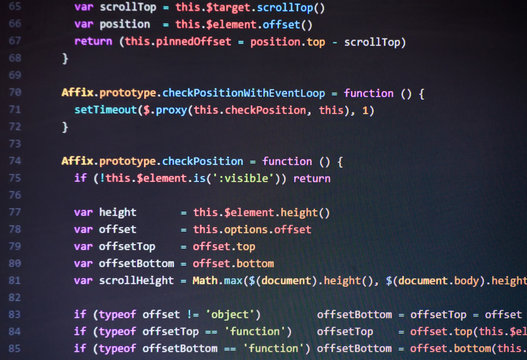 65 var scrollTop = this.$target.scrollTop()
66 var position = this.$element.offset()
67 return (this.pinnedOffset = position.top - scrollTop)
68 }
69
70 Affix.prototype.checkPositionWithEventLoop = function () {
71 setTimeout($.proxy(this.checkPosition, this), 1)
72 }
73
74 Affix.prototype.checkPosition = function () {
75 if (!this.$element.is(':visible')) return
76
77 var height = this.$element.height()
78 var offset = this.options.offset
79 var offsetTop = offset.top
80 var offsetBottom = offset.bottom
81 var scrollHeight = Math.max($(document).height(), $(document.body).height
82
83 if (typeof offset != 'object') offsetBottom = offsetTop = offset
84 if (typeof offsetTop == 'function') offsetTop = offset.top(this.$el
85 if (typeof offsetBottom == 'function') offsetBottom = offset.bottom(this